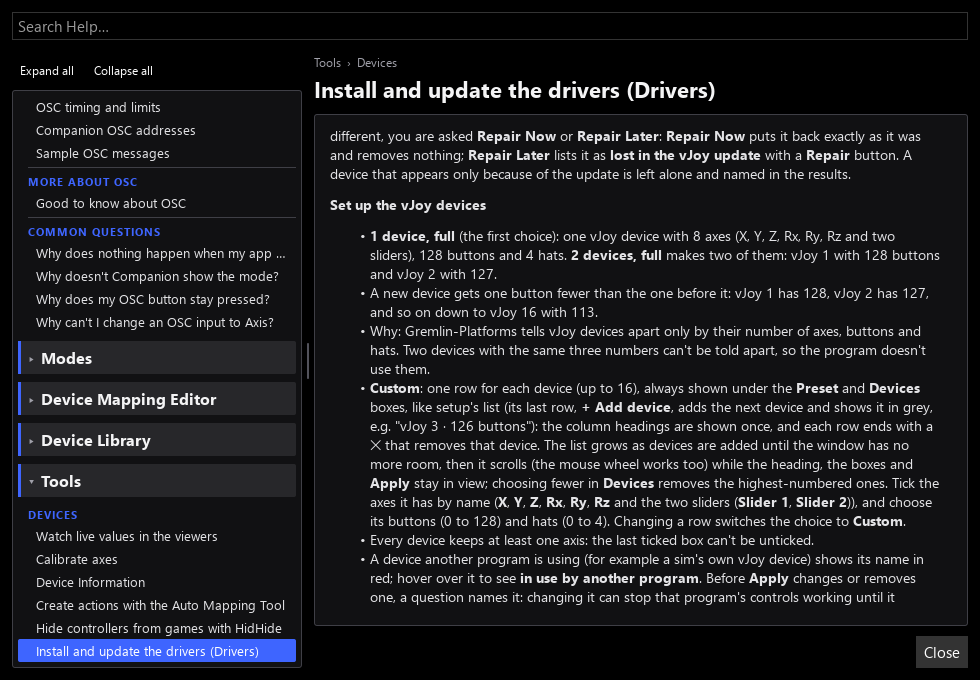 Search Help...
Expand all
Collapse all
OSC timing and limits
Companion OSC addresses
Sample OSC messages
MORE ABOUT OSC
Good to know about OSC
COMMON QUESTIONS
Why does nothing happen when my app ...
Why doesn't Companion show the mode?
Why does my OSC button stay pressed?
Why can't I change an OSC input to Axis?
▸ Modes
▸ Device Mapping Editor
▸ Device Library
▾ Tools
DEVICES
Watch live values in the viewers
Calibrate axes
Device Information
Create actions with the Auto Mapping Tool
Hide controllers from games with HidHide
Install and update the drivers (Drivers)
Tools › Devices
Install and update the drivers (Drivers)
different, you are asked Repair Now or Repair Later: Repair Now puts it back exactly as it was
and removes nothing; Repair Later lists it as lost in the vJoy update with a Repair button. A
device that appears only because of the update is left alone and named in the results.
Set up the vJoy devices
• 1 device, full (the first choice): one vJoy device with 8 axes (X, Y, Z, Rx, Ry, Rz and two
sliders), 128 buttons and 4 hats. 2 devices, full makes two of them: vJoy 1 with 128 buttons
and vJoy 2 with 127.
• A new device gets one button fewer than the one before it: vJoy 1 has 128, vJoy 2 has 127,
and so on down to vJoy 16 with 113.
• Why: Gremlin-Platforms tells vJoy devices apart only by their number of axes, buttons and
hats. Two devices with the same three numbers can't be told apart, so the program doesn't
use them.
• Custom: one row for each device (up to 16), always shown under the Preset and Devices
boxes, like setup's list (its last row, + Add device, adds the next device and shows it in grey,
e.g. "vJoy 3 · 126 buttons"): the column headings are shown once, and each row ends with a
✕ that removes that device. The list grows as devices are added until the window has no
more room, then it scrolls (the mouse wheel works too) while the heading, the boxes and
Apply stay in view; choosing fewer in Devices removes the highest-numbered ones. Tick the
axes it has by name (X, Y, Z, Rx, Ry, Rz and the two sliders (Slider 1, Slider 2)), and choose
its buttons (0 to 128) and hats (0 to 4). Changing a row switches the choice to Custom.
• Every device keeps at least one axis: the last ticked box can't be unticked.
• A device another program is using (for example a sim's own vJoy device) shows its name in
red; hover over it to see in use by another program. Before Apply changes or removes
one, a question names it: changing it can stop that program's controls working until it
Close